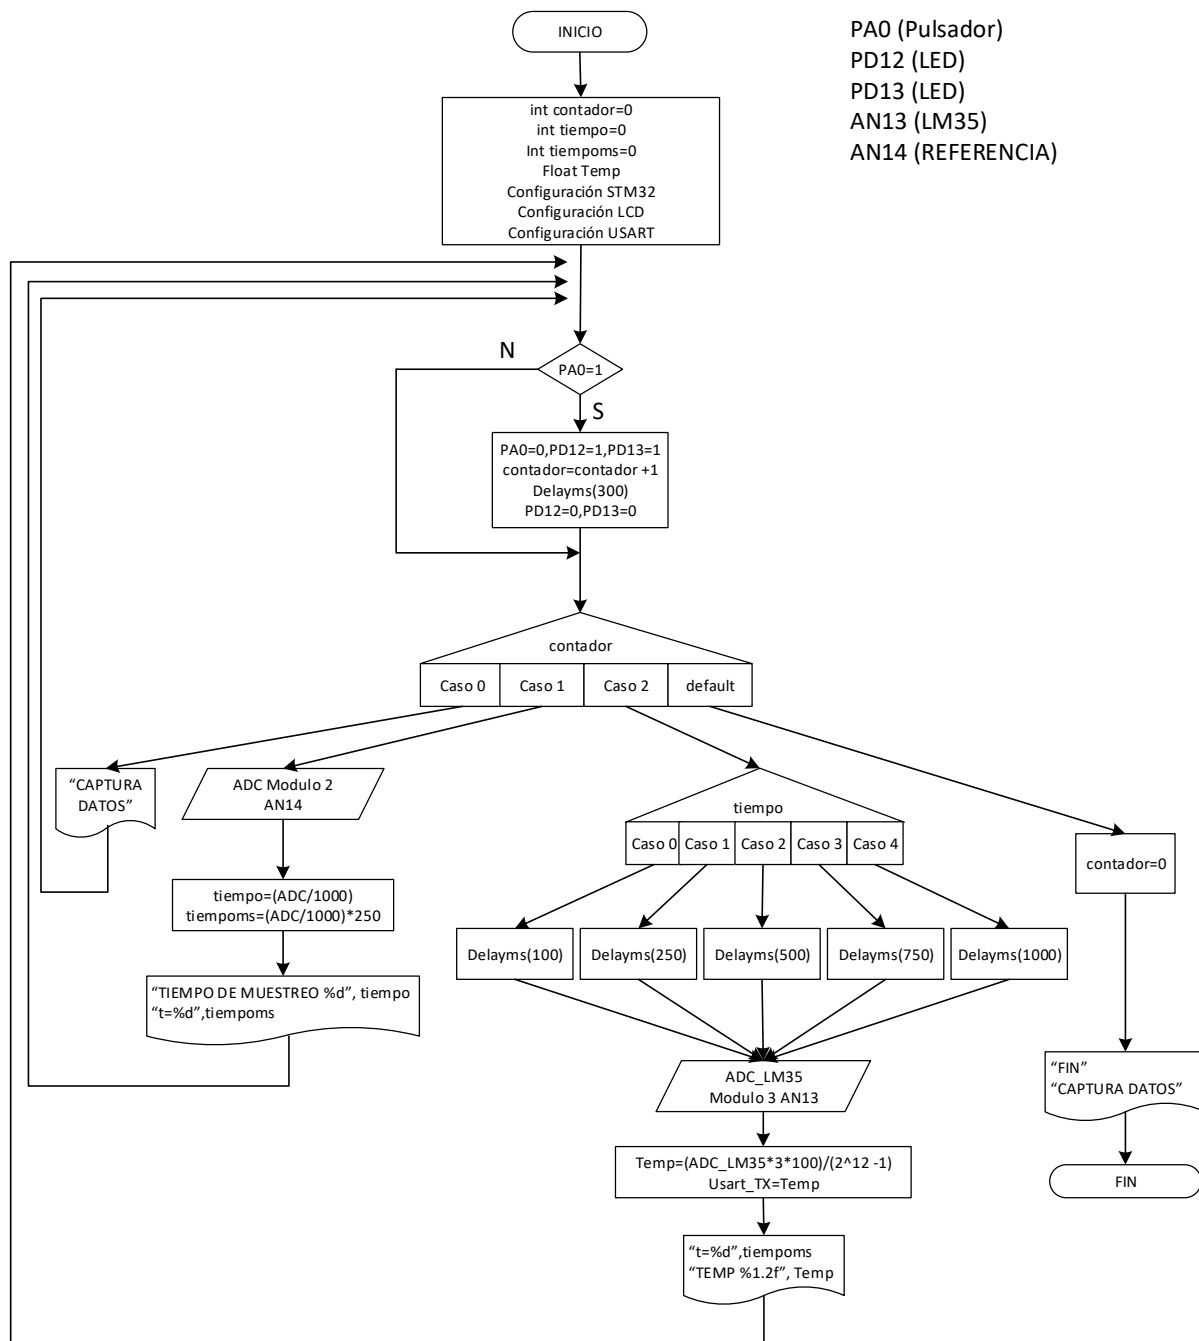 INICIO
PA0 (Pulsador)
PD12 (LED)
PD13 (LED)
AN13 (LM35)
AN14 (REFERENCIA)
int contador=0
int tiempo=0
Int tiempoms=0
Float Temp
Configuración STM32
Configuración LCD
Configuración USART
N
PA0=1
S
PA0=0,PD12=1,PD13=1
contador=contador +1
Delayms(300)
PD12=0,PD13=0
contador
Caso 0
Caso 1
Caso 2
default
“CAPTURA
DATOS”
ADC Modulo 2
AN14
tiempo=(ADC/1000)
tiempoms=(ADC/1000)*250
“TIEMPO DE MUESTREO %d”, tiempo
“t=%d”,tiempoms
tiempo
Caso 0
Caso 1
Caso 2
Caso 3
Caso 4
Delayms(100)
Delayms(250)
Delayms(500)
Delayms(750)
Delayms(1000)
ADC_LM35
Modulo 3 AN13
Temp=(ADC_LM35*3*100)/(2^12 -1)
Usart_TX=Temp
“t=%d”,tiempoms
“TEMP %1.2f”, Temp
contador=0
“FIN”
“CAPTURA DATOS”
FIN